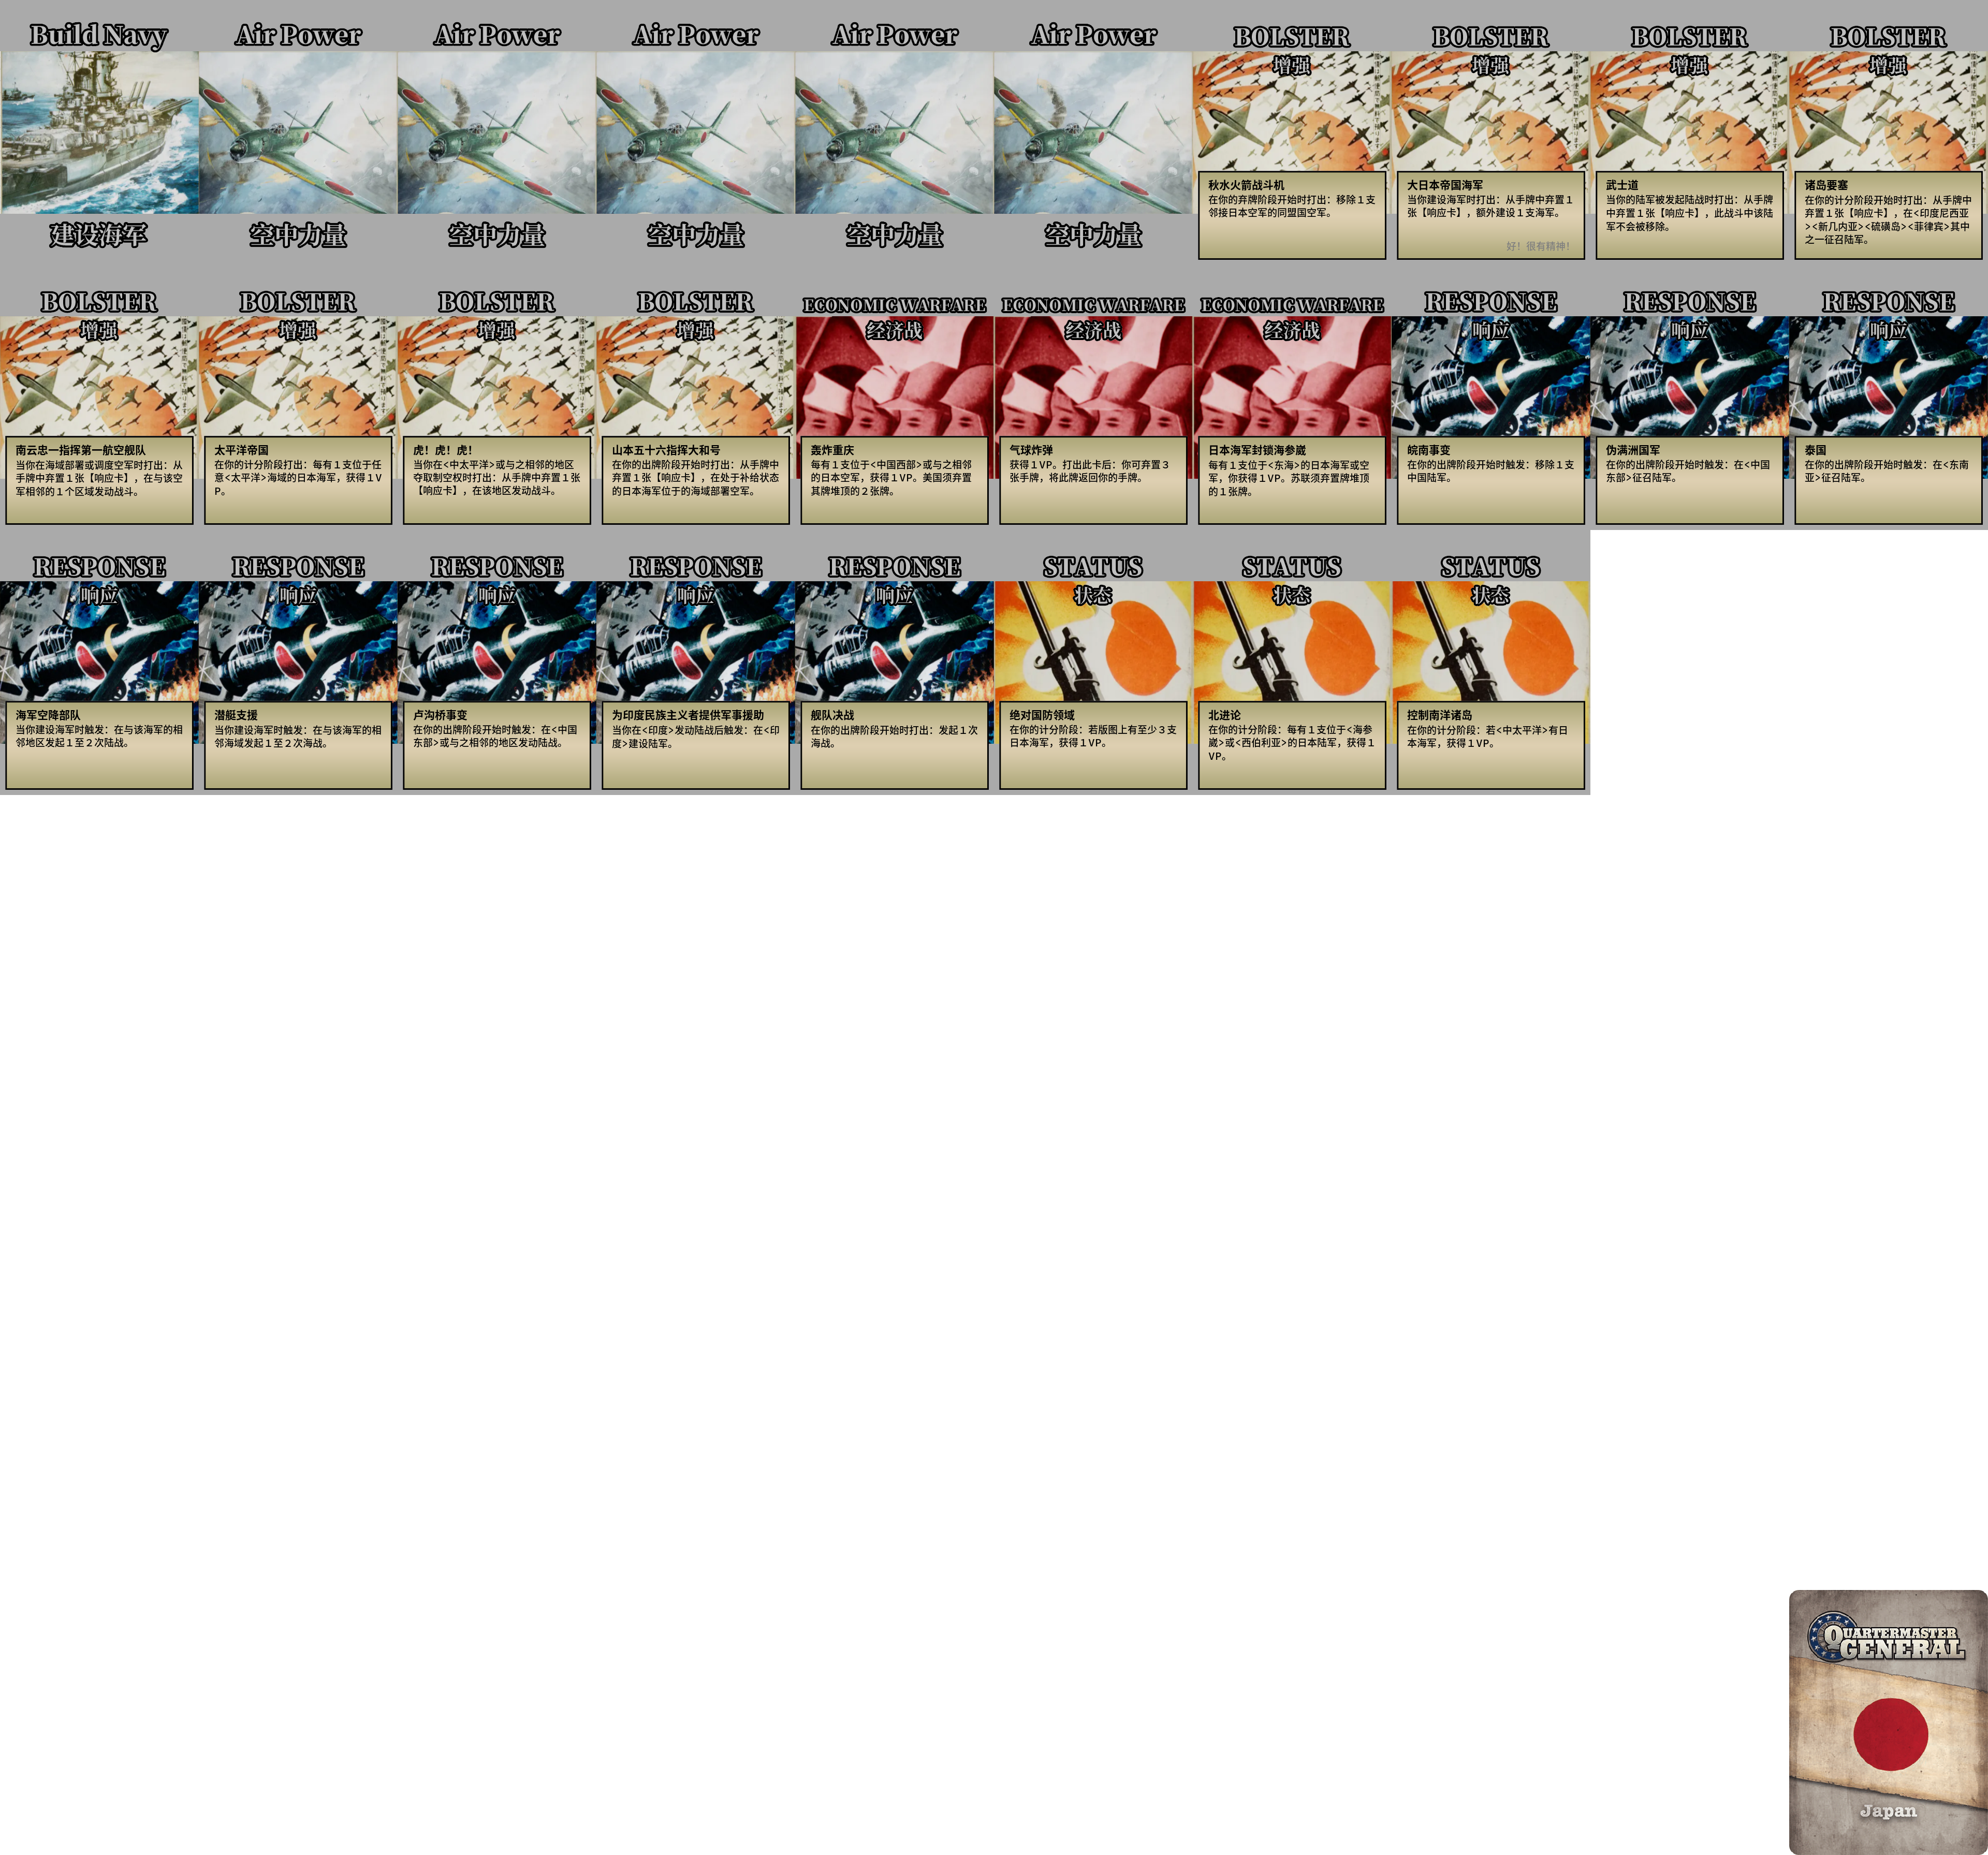 Build Navy
建设海军
Air Power
空中力量
Air Power
空中力量
Air Power
空中力量
Air Power
空中力量
Air Power
空中力量
BOLSTER
增强
秋水火箭战斗机
在你的弃牌阶段开始时打出：移除1支
邻接日本空军的同盟国空军。
BOLSTER
增强
大日本帝国海军
当你建设海军时打出：从手牌中弃置1
张【响应卡】，额外建设1支海军。
好！很有精神！
BOLSTER
增强
武士道
当你的陆军被发起陆战时打出：从手牌
中弃置1张【响应卡】，此战斗中该陆
军不会被移除。
BOLSTER
增强
诸岛要塞
在你的计分阶段开始时打出：从手牌中
弃置1张【响应卡】，在<印度尼西亚
><新几内亚><硫磺岛><菲律宾>其中
之一征召陆军。
BOLSTER
增强
南云忠一指挥第一航空舰队
当你在海域部署或调度空军时打出：从
手牌中弃置1张【响应卡】，在与该空
军相邻的1个区域发动战斗。
BOLSTER
增强
太平洋帝国
在你的计分阶段打出：每有1支位于任
意<太平洋>海域的日本海军，获得1V
P。
BOLSTER
增强
虎！虎！虎！
当你在<中太平洋>或与之相邻的地区
夺取制空权时打出：从手牌中弃置1张
【响应卡】，在该地区发动战斗。
BOLSTER
增强
山本五十六指挥大和号
在你的出牌阶段开始时打出：从手牌中
弃置1张【响应卡】，在处于补给状态
的日本海军位于的海域部署空军。
ECONOMIC WARFARE
经济战
轰炸重庆
每有1支位于<中国西部>或与之相邻
的日本空军，获得1VP。美国须弃置
其牌堆顶的2张牌。
ECONOMIC WARFARE
经济战
气球炸弹
获得1VP。打出此卡后：你可弃置3
张手牌，将此牌返回你的手牌。
ECONOMIC WARFARE
经济战
日本海军封锁海参崴
每有1支位于<东海>的日本海军或空
军，你获得1VP。苏联须弃置牌堆顶
的1张牌。
RESPONSE
响应
皖南事变
在你的出牌阶段开始时触发：移除1支
中国陆军。
RESPONSE
响应
伪满洲国军
在你的出牌阶段开始时触发：在<中国
东部>征召陆军。
RESPONSE
响应
泰国
在你的出牌阶段开始时触发：在<东南
亚>征召陆军。
RESPONSE
响应
海军空降部队
当你建设海军时触发：在与该海军的相
邻地区发起1至2次陆战。
RESPONSE
响应
潜艇支援
当你建设海军时触发：在与该海军的相
邻海域发起1至2次海战。
RESPONSE
响应
卢沟桥事变
在你的出牌阶段开始时触发：在<中国
东部>或与之相邻的地区发动陆战。
RESPONSE
响应
为印度民族主义者提供军事援助
当你在<印度>发动陆战后触发：在<印
度>建设陆军。
RESPONSE
响应
舰队决战
在你的出牌阶段开始时打出：发起1次
海战。
STATUS
状态
绝对国防领域
在你的计分阶段：若版图上有至少3支
日本海军，获得1VP。
STATUS
状态
北进论
在你的计分阶段：每有1支位于<海参
崴>或<西伯利亚>的日本陆军，获得1
VP。
STATUS
状态
控制南洋诸岛
在你的计分阶段：若<中太平洋>有日
本海军，获得1VP。
QUARTERMASTER
GENERAL
Japan